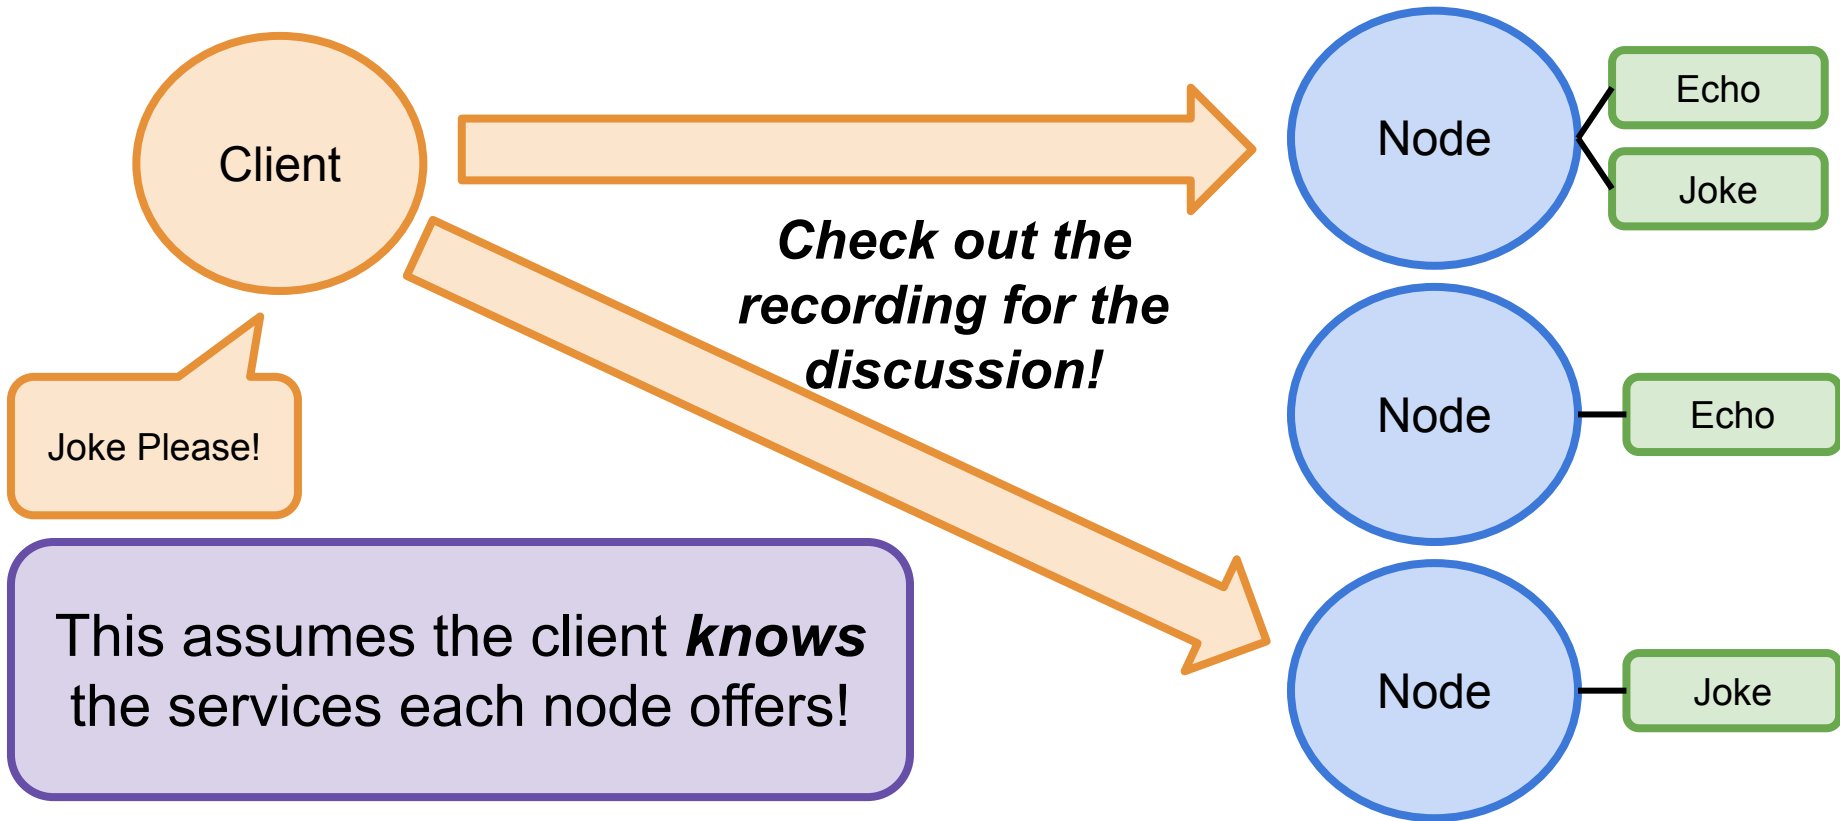 Client
Node
Echo
Joke
Check out the
recording for the
discussion!
Node
Echo
Joke Please!
This assumes the client knows
the services each node offers!
Node
Joke